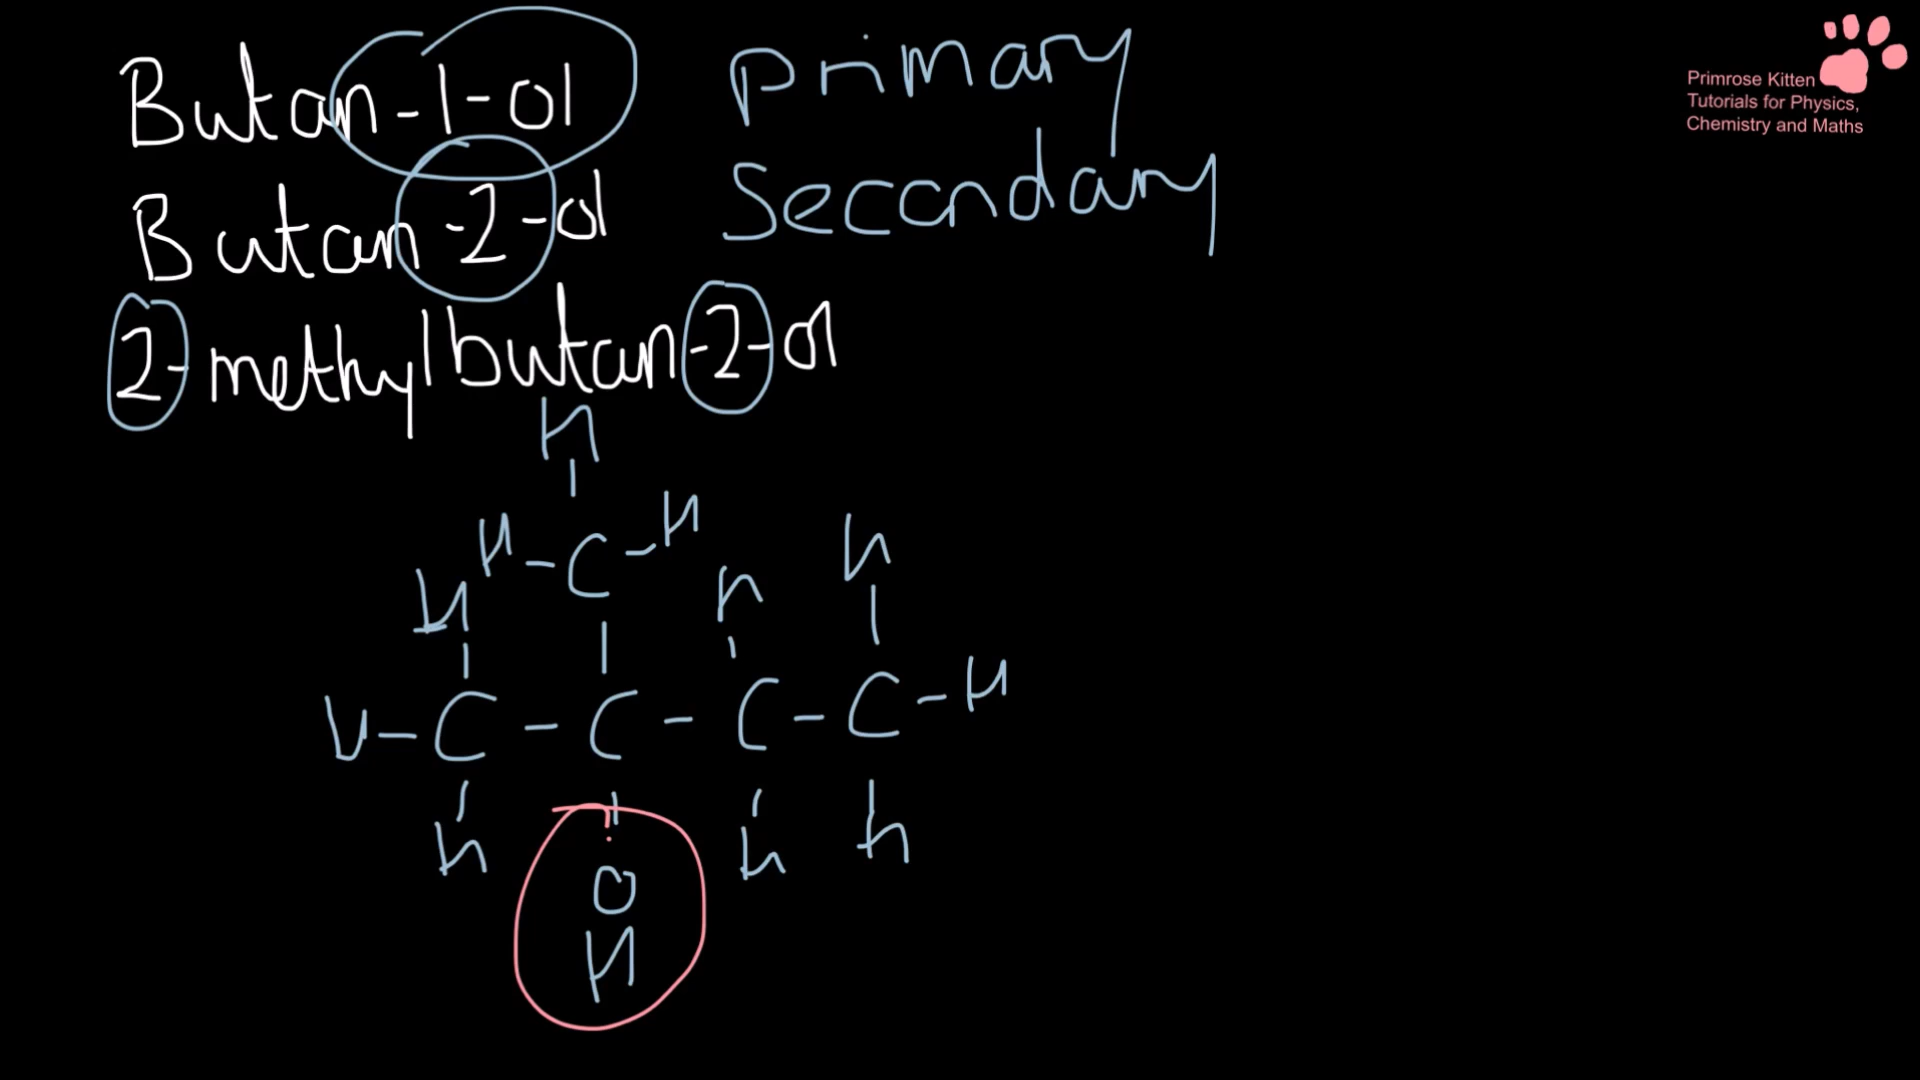 Butan-1-ol Primary
Butan-2-ol Secondary
2-methylbutan-2-ol
Primrose Kitten
Tutorials for Physics,
Chemistry and Maths
H
H-C-H
H H H
H-C-C-C-C-H
H O H H
H